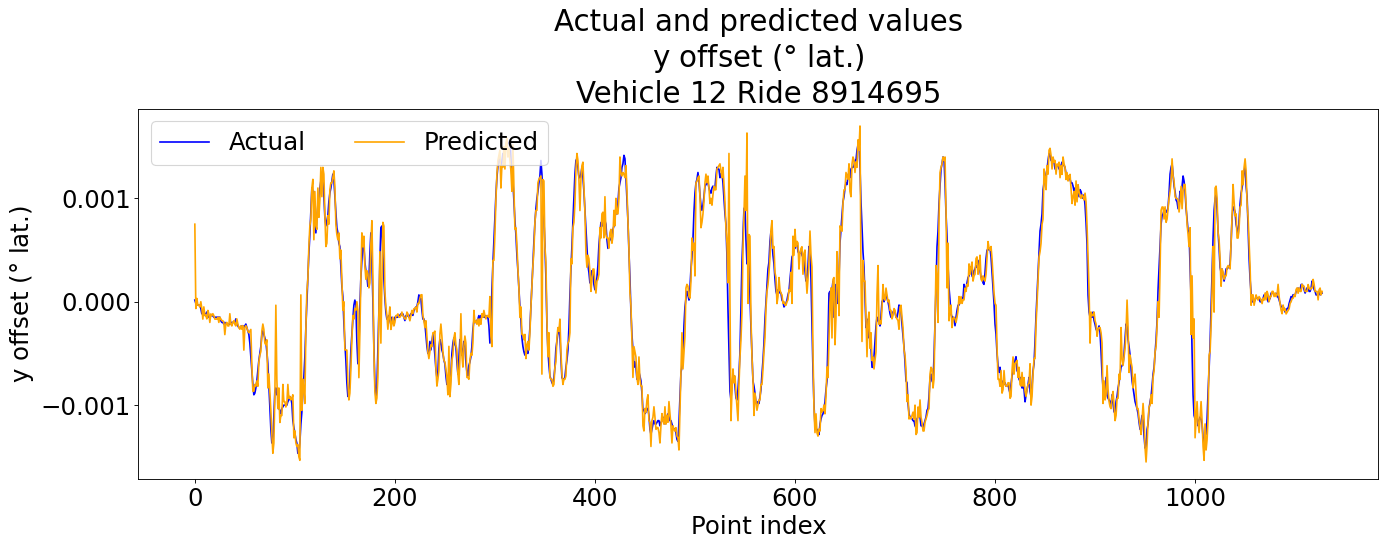 Actual and predicted values
y offset (° lat.)
Vehicle 12 Ride 8914695
Actual
Predicted
y offset (° lat.)
0.001
0.000
−0.001
0
200
400
600
800
1000
Point index